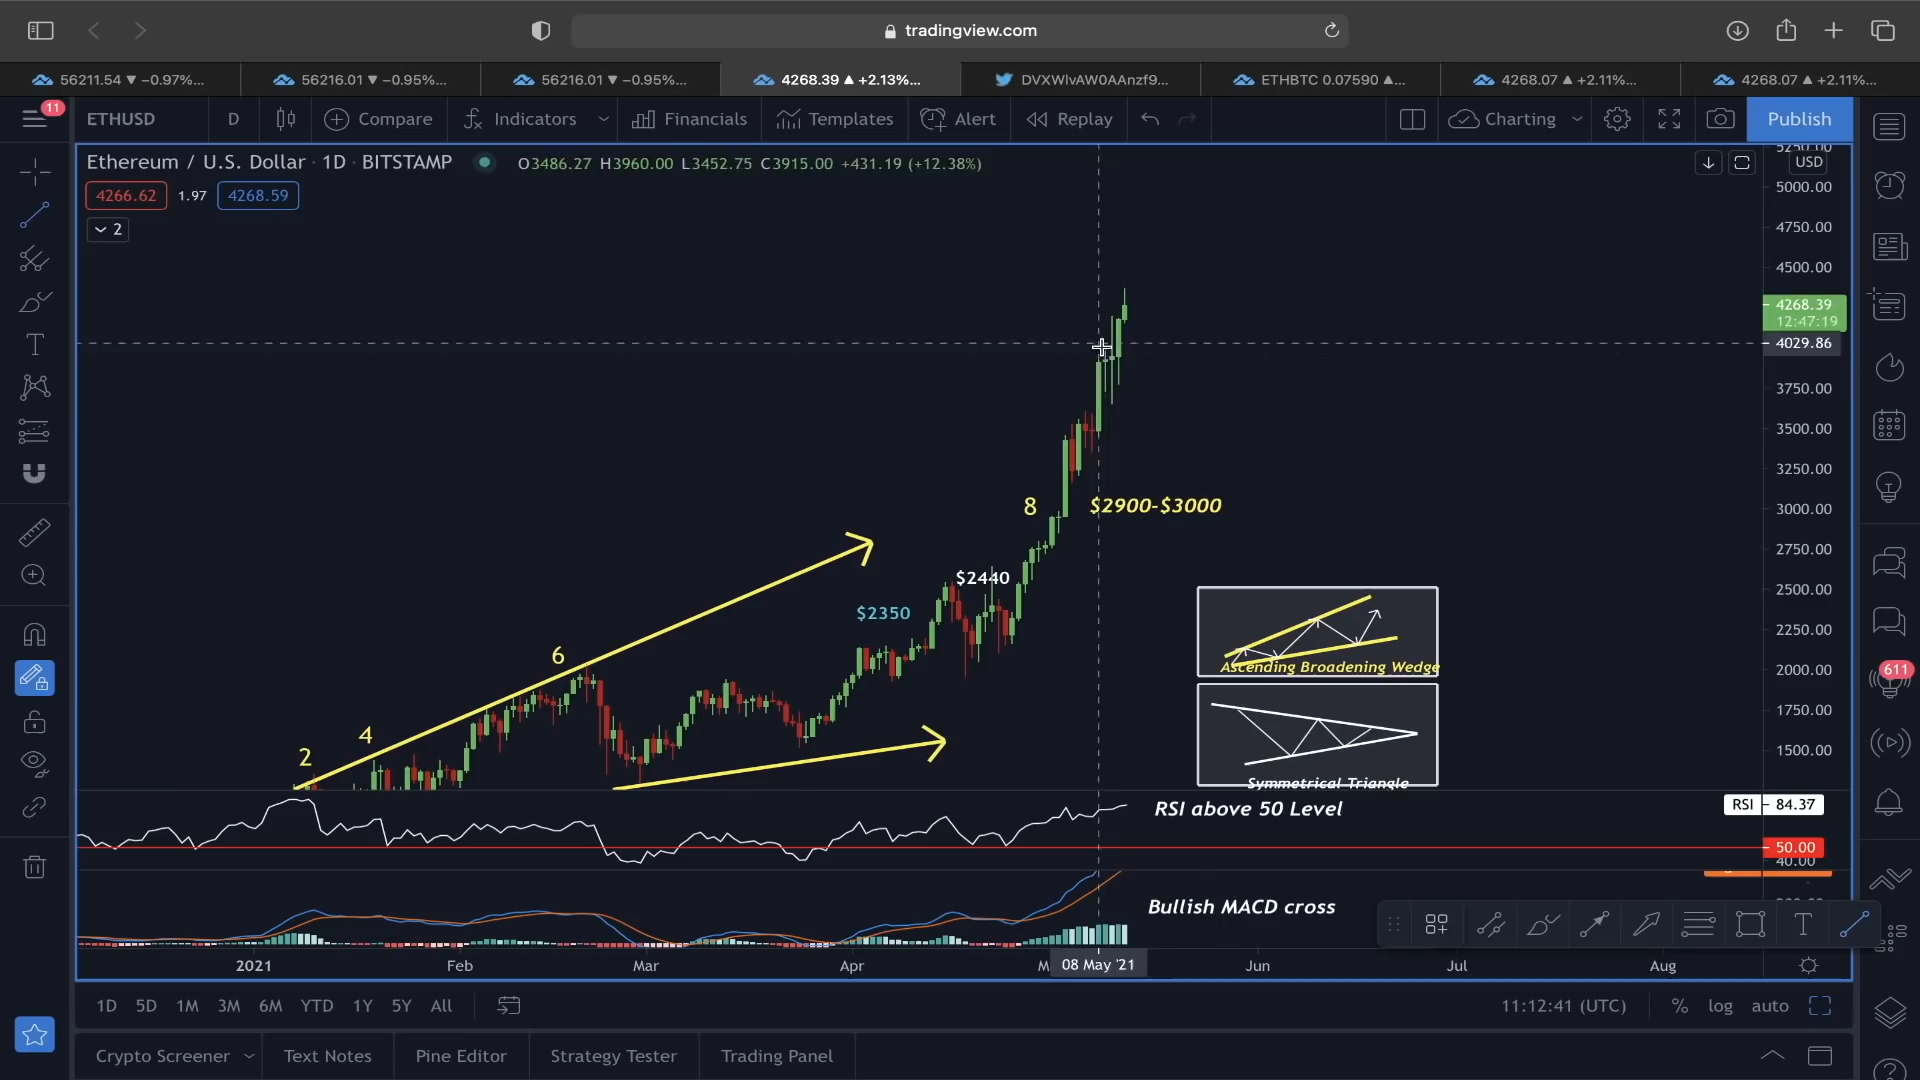 tradingview.com
56211.54 ▼ −0.97%...
56216.01 ▼ −0.95%...
56216.01 ▼ −0.95%...
4268.39 ▲ +2.13%...
DVXWIvAW0AAnzf9...
ETHBTC 0.07590 ▲...
4268.07 ▲ +2.11%...
4268.07 ▲ +2.11%...
11
ETHUSD
D
Compare
Indicators
Financials
Templates
Alert
Replay
Charting
Publish
Ethereum / U.S. Dollar · 1D · BITSTAMP
O3486.27 H3960.00 L3452.75 C3915.00 +431.19 (+12.38%)
4266.62 1.97 4268.59
2
USD
5250.00
5000.00
4750.00
4500.00
4268.39
12:47:19
4029.86
3750.00
3500.00
3250.00
3000.00
2750.00
2500.00
2250.00
2000.00
1750.00
1500.00
8
$2900-$3000
$2440
$2350
6
4
2
Ascending Broadening Wedge
Symmetrical Triangle
611
RSI above 50 Level
RSI 84.37
50.00
40.00
Bullish MACD cross
2021
Feb
Mar
Apr
M
08 May '21
Jun
Jul
Aug
1D 5D 1M 3M 6M YTD 1Y 5Y All
11:12:41 (UTC)
% log auto
Crypto Screener
Text Notes
Pine Editor
Strategy Tester
Trading Panel